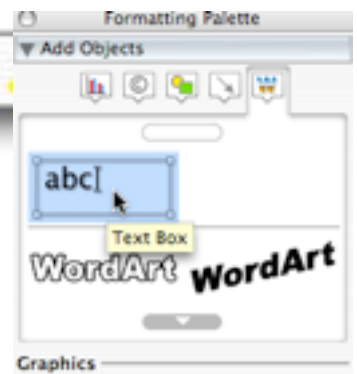 Formatting Palette
Add Objects
abc
Text Box
WordArt WordArt
Graphics